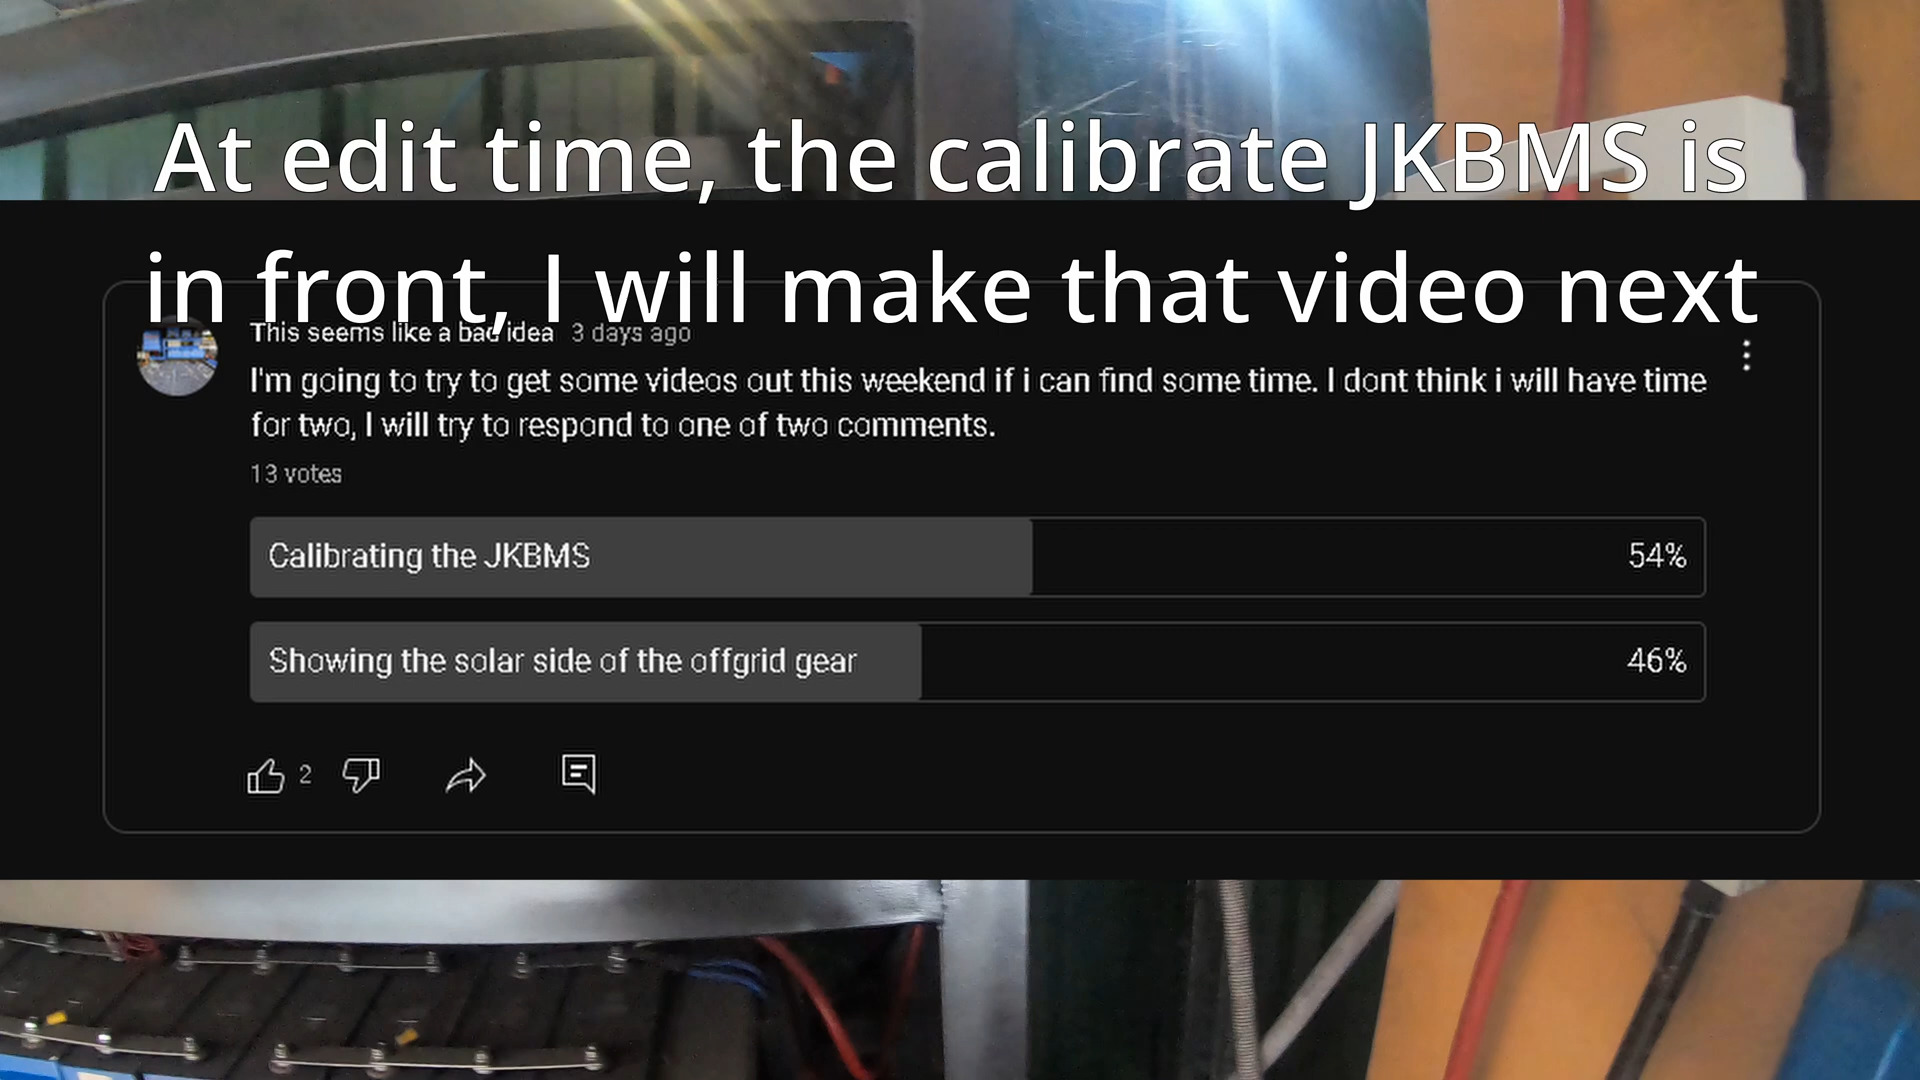 At edit time, the calibrate JKBMS is
in front, I will make that video next
This seems like a bad idea 3 days ago
I'm going to try to get some videos out this weekend if i can find some time. I dont think i will have time
for two, I will try to respond to one of two comments.
13 votes
Calibrating the JKBMS 54%
Showing the solar side of the offgrid gear 46%
2